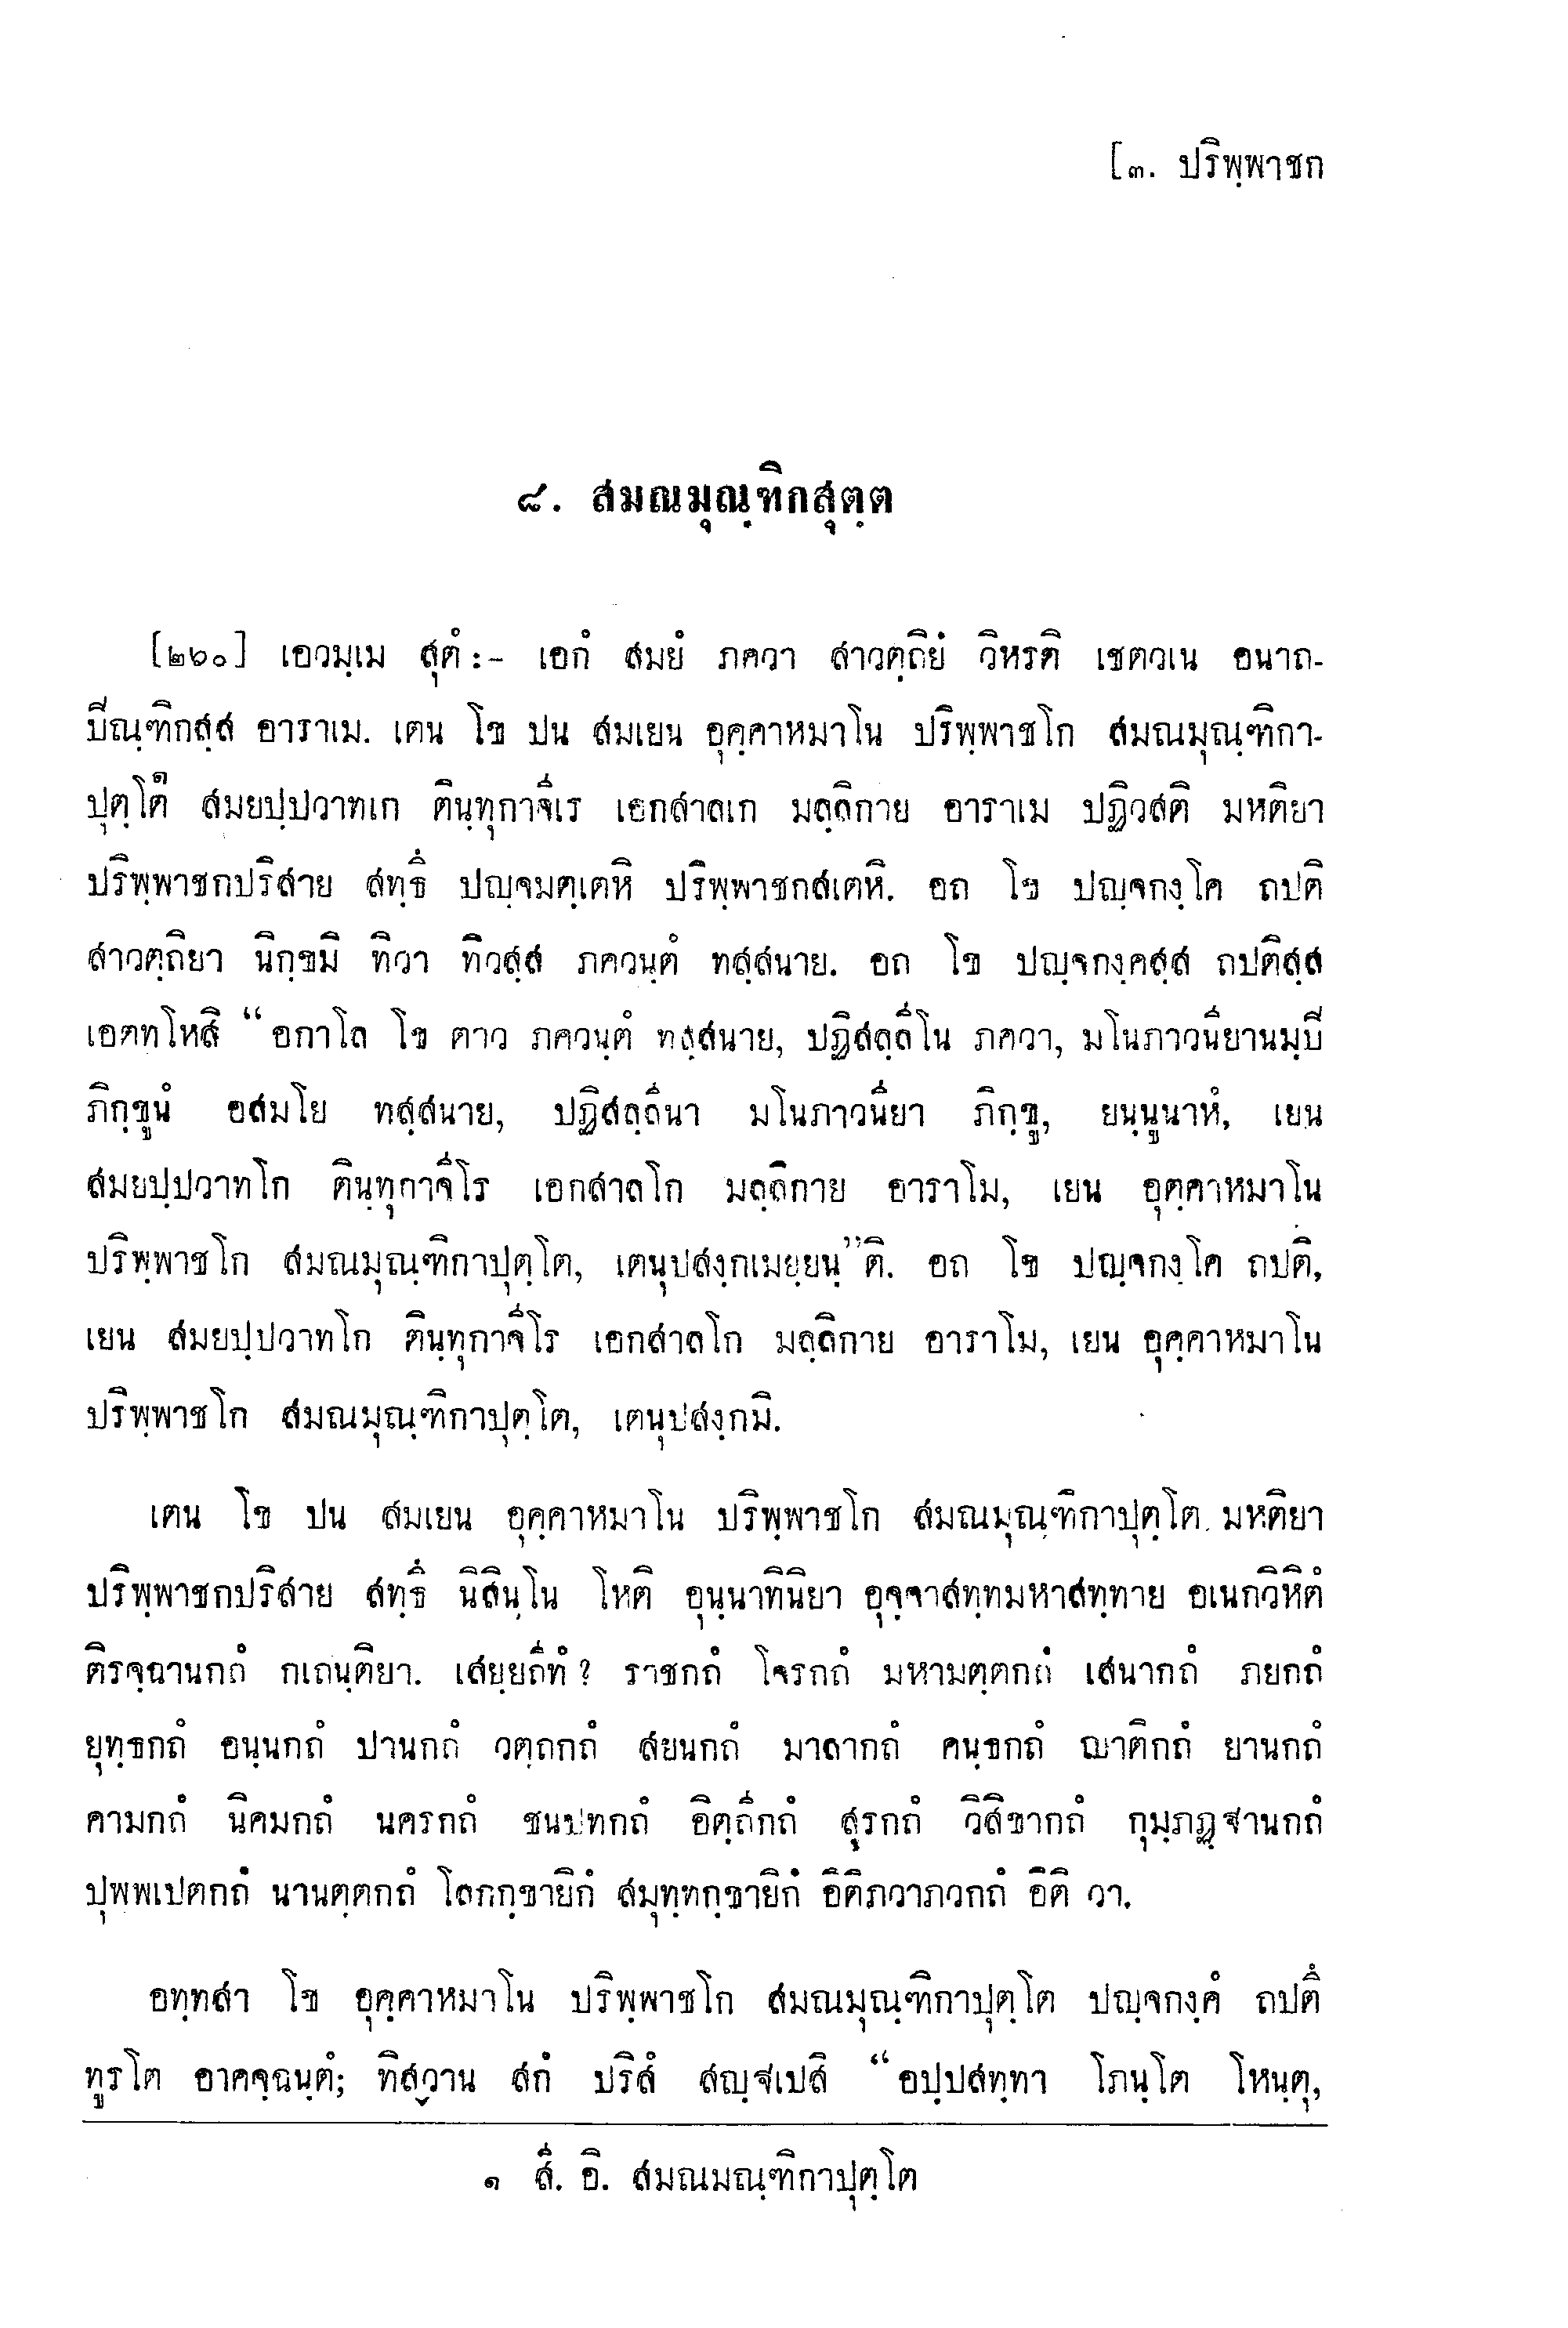 [๓. ปริพฺพาชก
๘. สมณมุณฺฑิกสุตฺต
[๒๖๐] เอวมฺเม สุตํ:- เอกํ สมยํ ภควา สาวตฺถิยํ วิหรติ เชตวเน อนาถ-
ปิณฺฑิกสฺส อาราเม. เตน โข ปน สมเยน อุคฺคาหมาโน ปริพฺพาชโก สมณมุณฺฑิกา-
ปุตฺโต๑ สมยปฺปวาทเก ตินฺทุกาจีเร เอกสาลเก มลฺลิกาย อาราเม ปฏิวสติ มหติยา
ปริพฺพาชกปริสาย สทฺธึ ปญฺจมตฺเตหิ ปริพฺพาชกสเตหิ. อถ โข ปญฺจกงฺโค ถปติ
สาวตฺถิยา นิกฺขมิ ทิวา ทิวสฺส ภควนฺตํ ทสฺสนาย. อถ โข ปญฺจกงฺคสฺส ถปติสฺส
เอตทโหสิ “อกาโล โข ตาว ภควนฺตํ ทสฺสนาย, ปฏิสลฺลีโน ภควา, มโนภาวนียานมฺปิ
ภิกฺขูนํ อสมโย ทสฺสนาย, ปฏิสลฺลีนา มโนภาวนียา ภิกฺขู, ยนฺนูนาหํ, เยน
สมยปฺปวาทโก ตินฺทุกาจีโร เอกสาลโก มลฺลิกาย อาราโม, เยน อุคฺคาหมาโน
ปริพฺพาชโก สมณมุณฺฑิกาปุตฺโต, เตนุปสงฺกเมยฺยนฺ”ติ. อถ โข ปญฺจกงฺโค ถปติ,
เยน สมยปฺปวาทโก ตินฺทุกาจีโร เอกสาลโก มลฺลิกาย อาราโม, เยน อุคฺคาหมาโน
ปริพฺพาชโก สมณมุณฺฑิกาปุตฺโต, เตนุปสงฺกมิ.
เตน โข ปน สมเยน อุคฺคาหมาโน ปริพฺพาชโก สมณมุณฺฑิกาปุตฺโต มหติยา
ปริพฺพาชกปริสาย สทฺธึ นิสินฺโน โหติ อุนฺนาทินิยา อุจฺจาสทฺทมหาสทฺทาย อเนกวิหิตํ
ติรจฺฉานกถํ กเถนฺติยา. เสยฺยถีทํ? ราชกถํ โจรกถํ มหามตฺตกถํ เสนากถํ ภยกถํ
ยุทฺธกถํ อนฺนกถํ ปานกถํ วตฺถกถํ สยนกถํ มาลากถํ คนฺธกถํ ญาติกถํ ยานกถํ
คามกถํ นิคมกถํ นครกถํ ชนปทกถํ อิตฺถีกถํ สุรกถํ วิสิขากถํ กุมฺภฏฺฐานกถํ
ปุพฺพเปตกถํ นานตฺตกถํ โลกกฺขายิกํ สมุทฺทกฺขายิกํ อิติภวาภวกถํ อิติ วา.
อทฺทสา โข อุคฺคาหมาโน ปริพฺพาชโก สมณมุณฺฑิกาปุตฺโต ปญฺจกงฺคํ ถปตึ
ทูรโต อาคจฺฉนฺตํ; ทิสฺวาน สกํ ปริสํ สญฺฐเปสิ “อปฺปสทฺทา โภนฺโต โหนฺตุ,
๑ สี. อิ. สมณมณฺฑิกาปุตฺโต